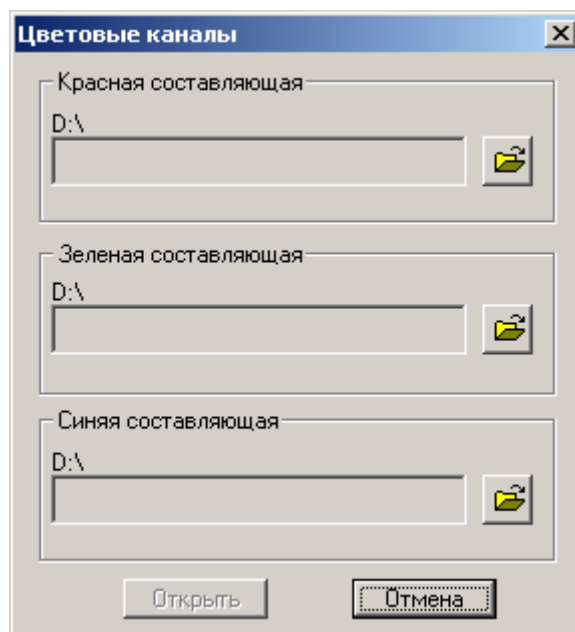 Цветовые каналы
Красная составляющая
D:\
Зеленая составляющая
D:\
Синяя составляющая
D:\
Открыть
Отмена